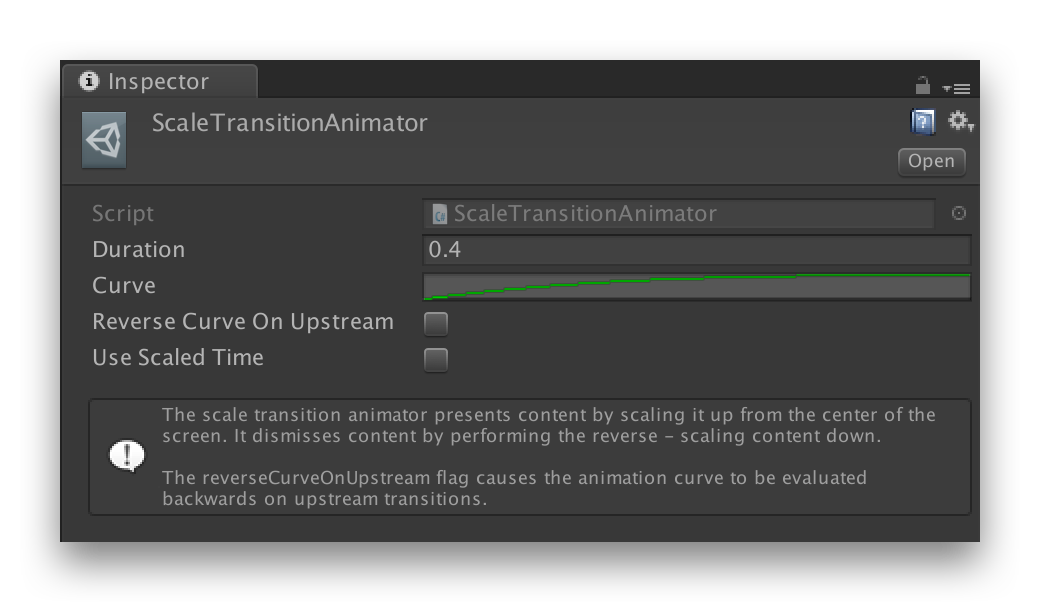 Inspector
ScaleTransitionAnimator
Open
Script ScaleTransitionAnimator
Duration 0.4
Curve
Reverse Curve On Upstream
Use Scaled Time
The scale transition animator presents content by scaling it up from the center of the
screen. It dismisses content by performing the reverse – scaling content down.
The reverseCurveOnUpstream flag causes the animation curve to be evaluated
backwards on upstream transitions.